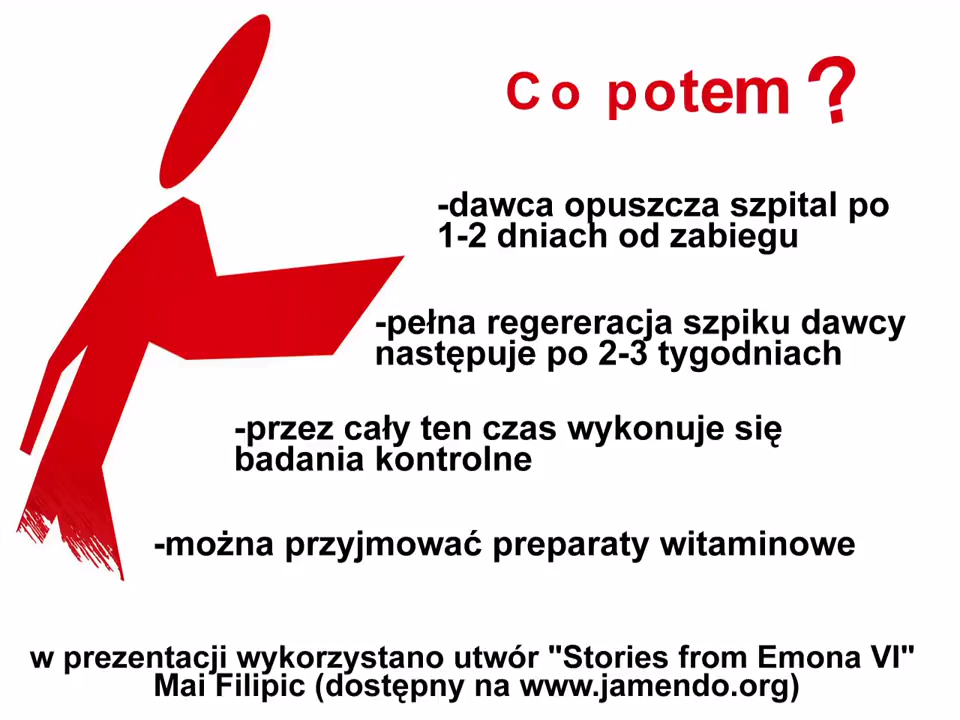 Co potem?
-dawca opuszcza szpital po
1-2 dniach od zabiegu
-pełna regereracja szpiku dawcy
następuje po 2-3 tygodniach
-przez cały ten czas wykonuje się
badania kontrolne
-można przyjmować preparaty witaminowe
w prezentacji wykorzystano utwór "Stories from Emona VI"
Mai Filipic (dostępny na www.jamendo.org)